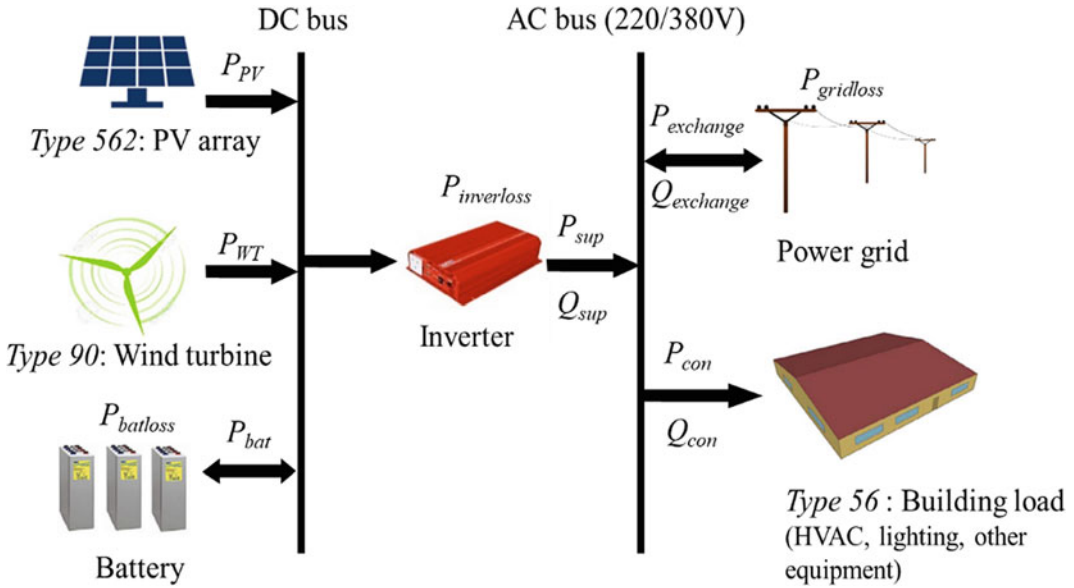 DC bus
AC bus (220/380V)
P_PV
Type 562: PV array
P_WT
Type 90: Wind turbine
P_batloss
P_bat
Battery
P_inverloss
Inverter
P_sup
Q_sup
P_gridloss
P_exchange
Q_exchange
Power grid
P_con
Q_con
Type 56 : Building load
(HVAC, lighting, other
equipment)